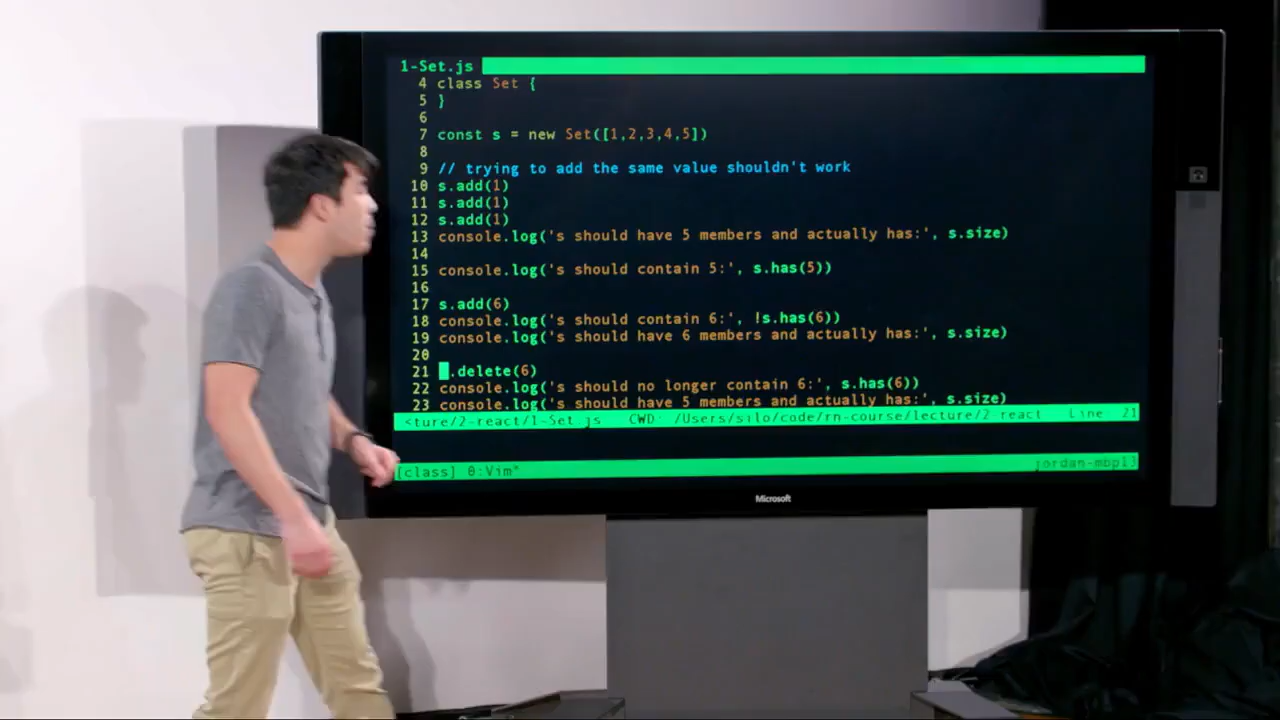 1-Set.js
4 class Set {
5 }
6
7 const s = new Set([1,2,3,4,5])
8
9 // trying to add the same value shouldn't work
10 s.add(1)
11 s.add(1)
12 s.add(1)
13 console.log('s should have 5 members and actually has:', s.size)
14
15 console.log('s should contain 5:', s.has(5))
16
17 s.add(6)
18 console.log('s should contain 6:', !s.has(6))
19 console.log('s should have 6 members and actually has:', s.size)
20
21 .delete(6)
22 console.log('s should no longer contain 6:', s.has(6))
23 console.log('s should have 5 members and actually has:', s.size)
<ture/2-react/1-Set.js CWD: /Users/silo/code/rn-course/lecture/2-react Line 21
[class] 0:Vim* jordan-mbp13
Microsoft